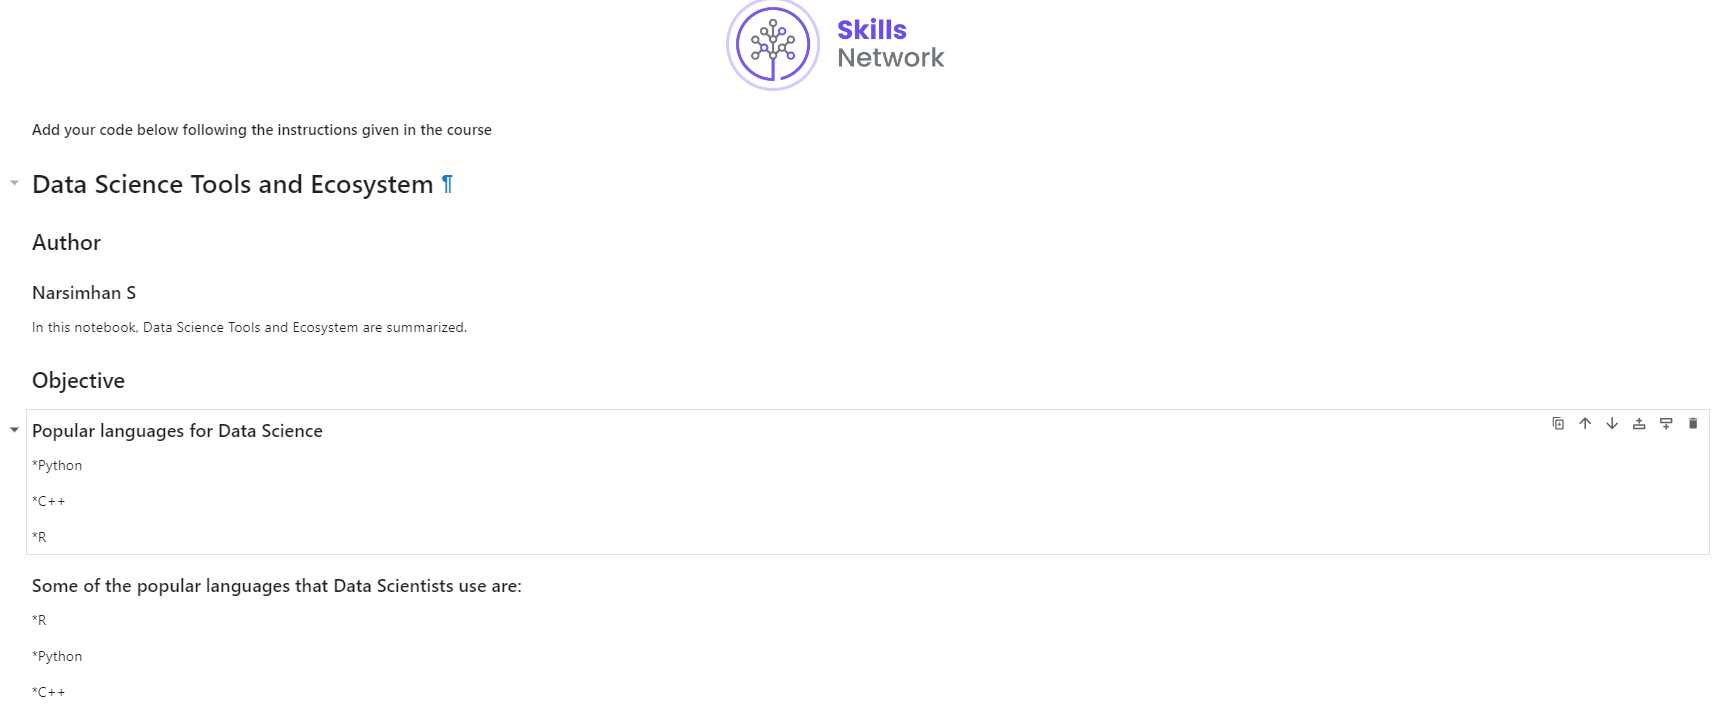 Skills
Network
Add your code below following the instructions given in the course
Data Science Tools and Ecosystem ¶
Author
Narsimhan S
In this notebook, Data Science Tools and Ecosystem are summarized.
Objective
Popular languages for Data Science
*Python
*C++
*R
Some of the popular languages that Data Scientists use are:
*R
*Python
*C++